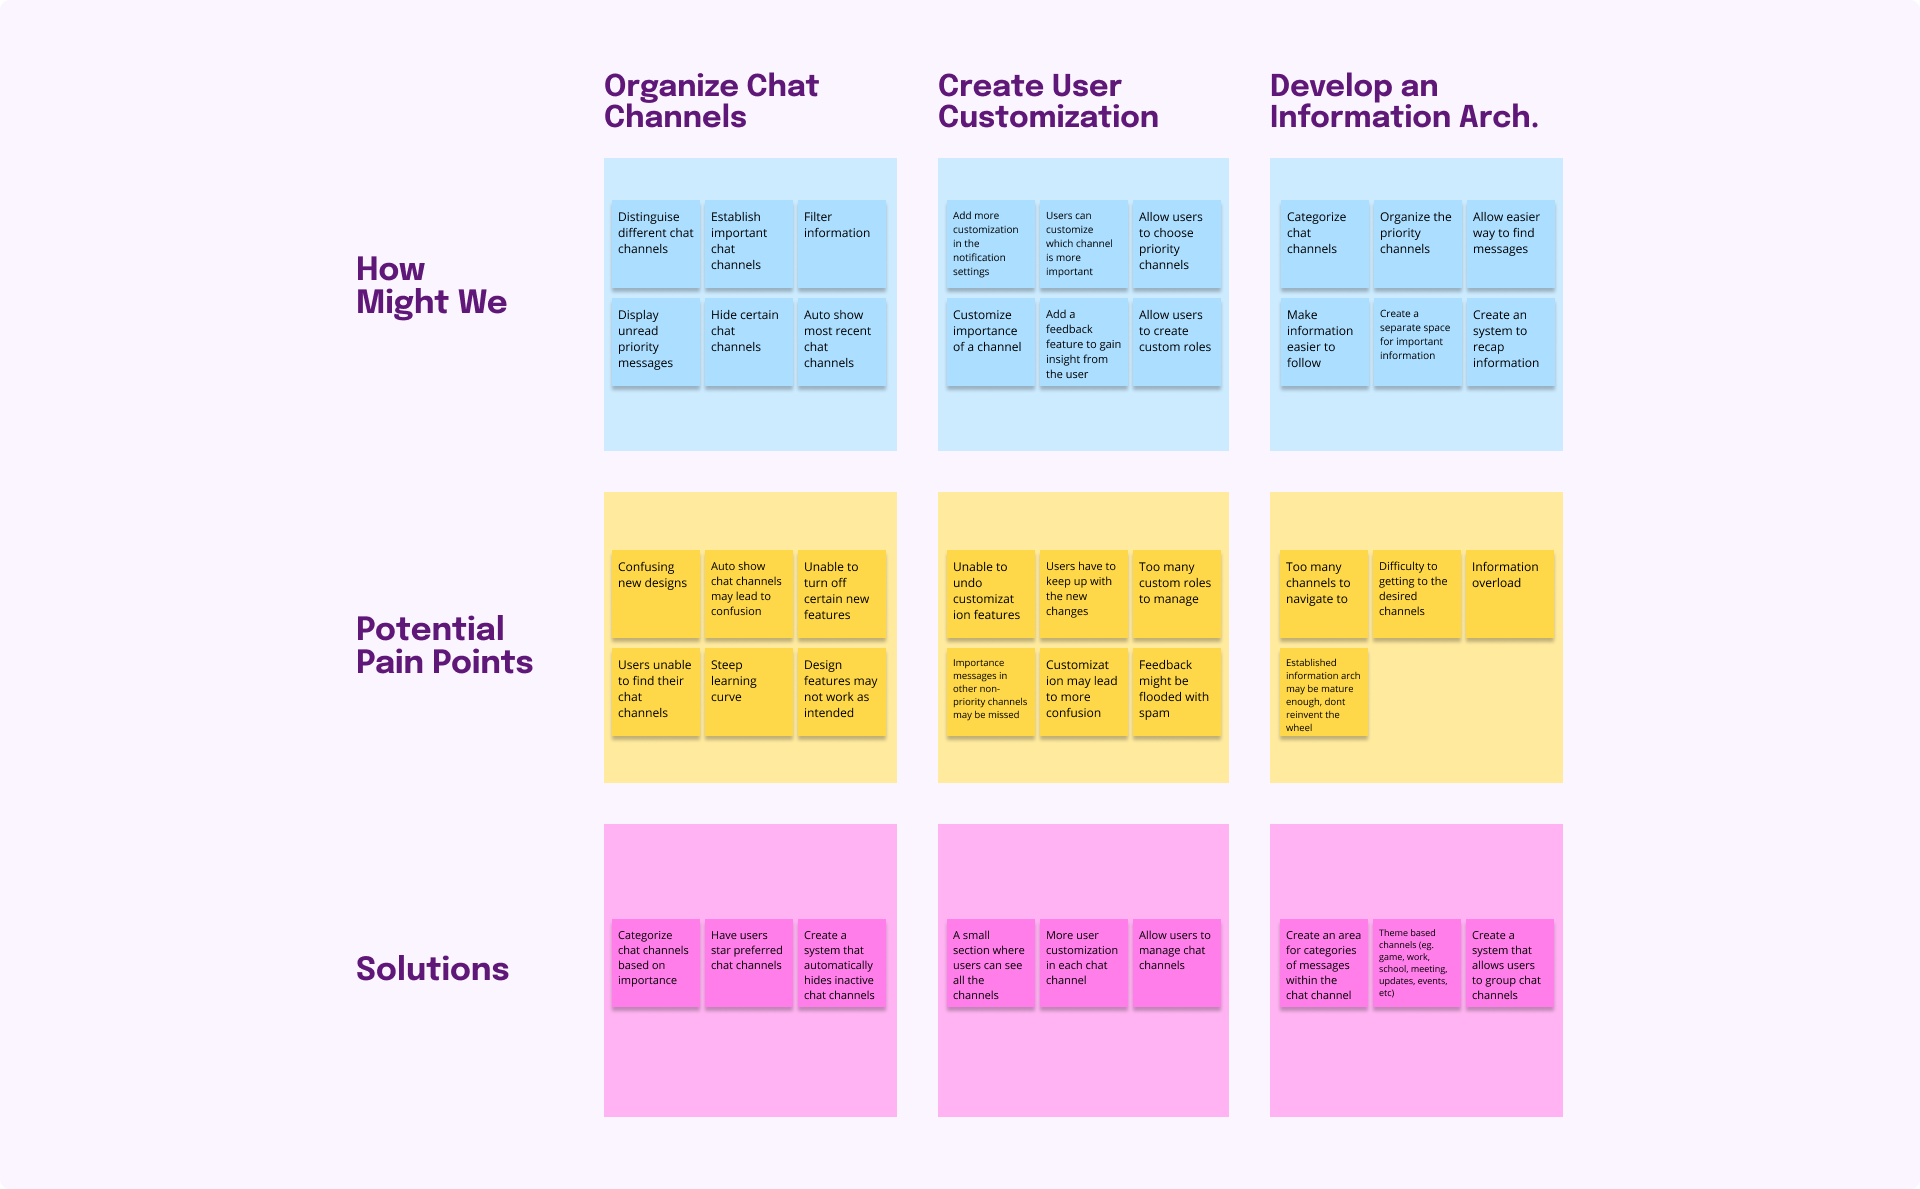 Organize Chat
Channels
Create User
Customization
Develop an
Information Arch.
How
Might We
Distinguise
different chat
channels
Establish
important
chat
channels
Filter
information
Display
unread
priority
messages
Hide certain
chat
channels
Auto show
most recent
chat
channels
Add more
customization
in the
notification
settings
Users can
customize
which channel
is more
important
Allow users
to choose
priority
channels
Customize
importance
of a channel
Add a
feedback
feature to gain
insight from
the user
Allow users
to create
custom roles
Categorize
chat
channels
Organize the
priority
channels
Allow easier
way to find
messages
Make
information
easier to
follow
Create a
separate space
for important
information
Create an
system to
recap
information
Potential
Pain Points
Confusing
new designs
Auto show
chat channels
may lead to
confusion
Unable to
turn off
certain new
features
Users unable
to find their
chat
channels
Steep
learning
curve
Design
features may
not work as
intended
Unable to
undo
customizat
ion features
Users have to
keep up with
the new
changes
Too many
custom roles
to manage
Importance
messages in
other non-
priority channels
may be missed
Customizat
ion may lead
to more
confusion
Feedback
might be
flooded with
spam
Too many
channels to
navigate to
Difficulty to
getting to the
desired
channels
Information
overload
Established
information arch
may be mature
enough, dont
reinvent the
wheel
Solutions
Categorize
chat channels
based on
importance
Have users
star preferred
chat channels
Create a
system that
automatically
hides inactive
chat channels
A small
section where
users can see
all the
channels
More user
customization
in each chat
channel
Allow users to
manage chat
channels
Create an area
for categories
of messages
within the
chat channel
Theme based
channels (eg.
game, work,
school, meeting,
updates, events,
etc)
Create a
system that
allows users
to group chat
channels